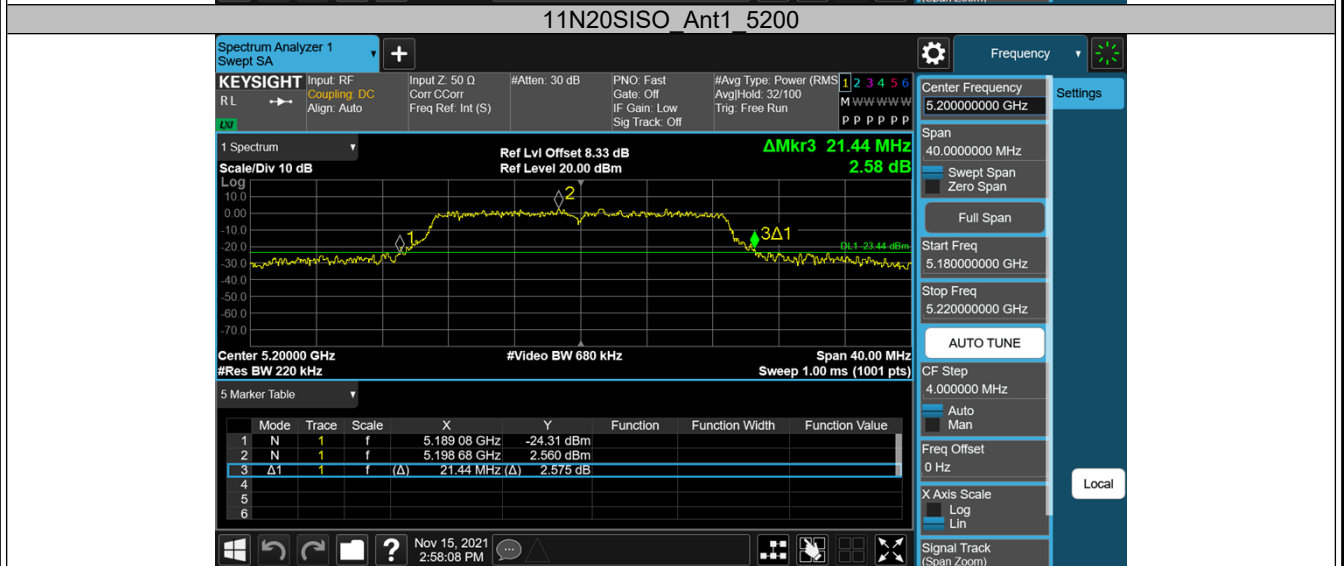 11N20SISO_Ant1_5200
Spectrum Analyzer 1
Swept SA
+
Frequency
KEYSIGHT
R L
LXI
Input: RF
Coupling: DC
Align: Auto
Input Z: 50 Ω
Corr CCorr
Freq Ref: Int (S)
#Atten: 30 dB
PNO: Fast
Gate: Off
IF Gain: Low
Sig Track: Off
#Avg Type: Power (RMS
Avg|Hold: 32/100
Trig: Free Run
1 2 3 4 5 6
M W W W W W
P P P P P P
Center Frequency
5.200000000 GHz
Settings
Span
40.0000000 MHz
Swept Span
Zero Span
Full Span
Start Freq
5.180000000 GHz
Stop Freq
5.220000000 GHz
AUTO TUNE
CF Step
4.000000 MHz
Auto
Man
Freq Offset
0 Hz
X Axis Scale
Log
Lin
Signal Track
(Span Zoom)
Local
1 Spectrum
Scale/Div 10 dB
Ref Lvl Offset 8.33 dB
Ref Level 20.00 dBm
ΔMkr3 21.44 MHz
2.58 dB
Log
10.0
0.00
-10.0
-20.0
-30.0
-40.0
-50.0
-60.0
-70.0
1
2
3Δ1
DL1 -23.44 dBm
Center 5.20000 GHz
#Res BW 220 kHz
#Video BW 680 kHz
Span 40.00 MHz
Sweep 1.00 ms (1001 pts)
5 Marker Table
Mode Trace Scale X Y Function Function Width Function Value
1 N 1 f 5.189 08 GHz -24.31 dBm
2 N 1 f 5.198 68 GHz 2.560 dBm
3 Δ1 1 f (Δ) 21.44 MHz (Δ) 2.575 dB
4
5
6
?
Nov 15, 2021
2:58:08 PM